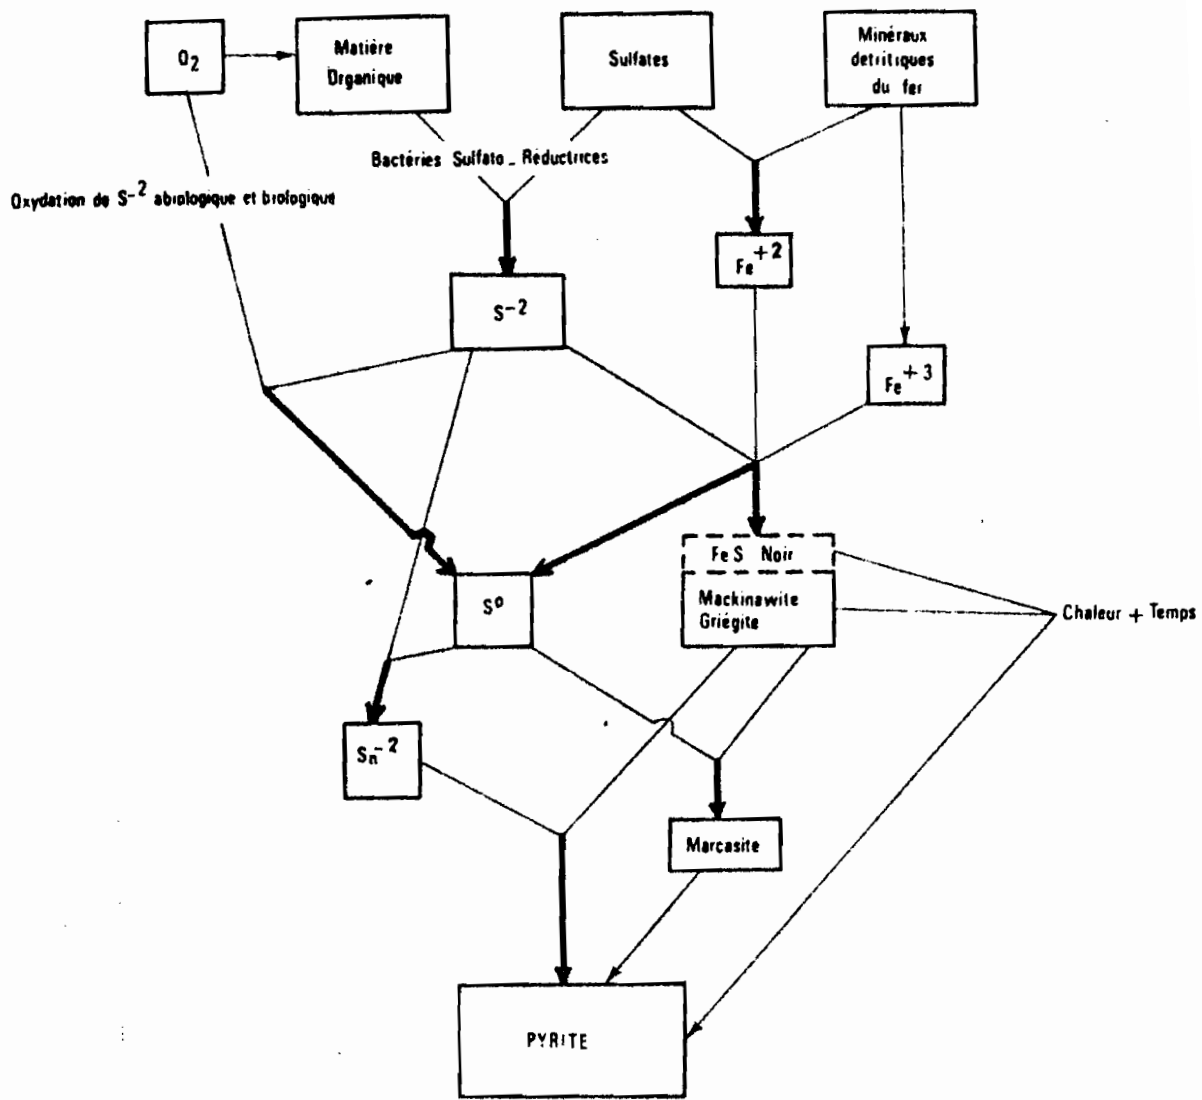 O2
Matière
Organique
Sulfates
Minéraux
detritiques
du fer
Bactéries Sulfato - Réductrices
Oxydation de S-2 abiologique et biologique
Fe+2
S-2
Fe+3
FeS Noir
S°
Mackinawite
Griégite
Chaleur + Temps
Sn-2
Marcasite
PYRITE